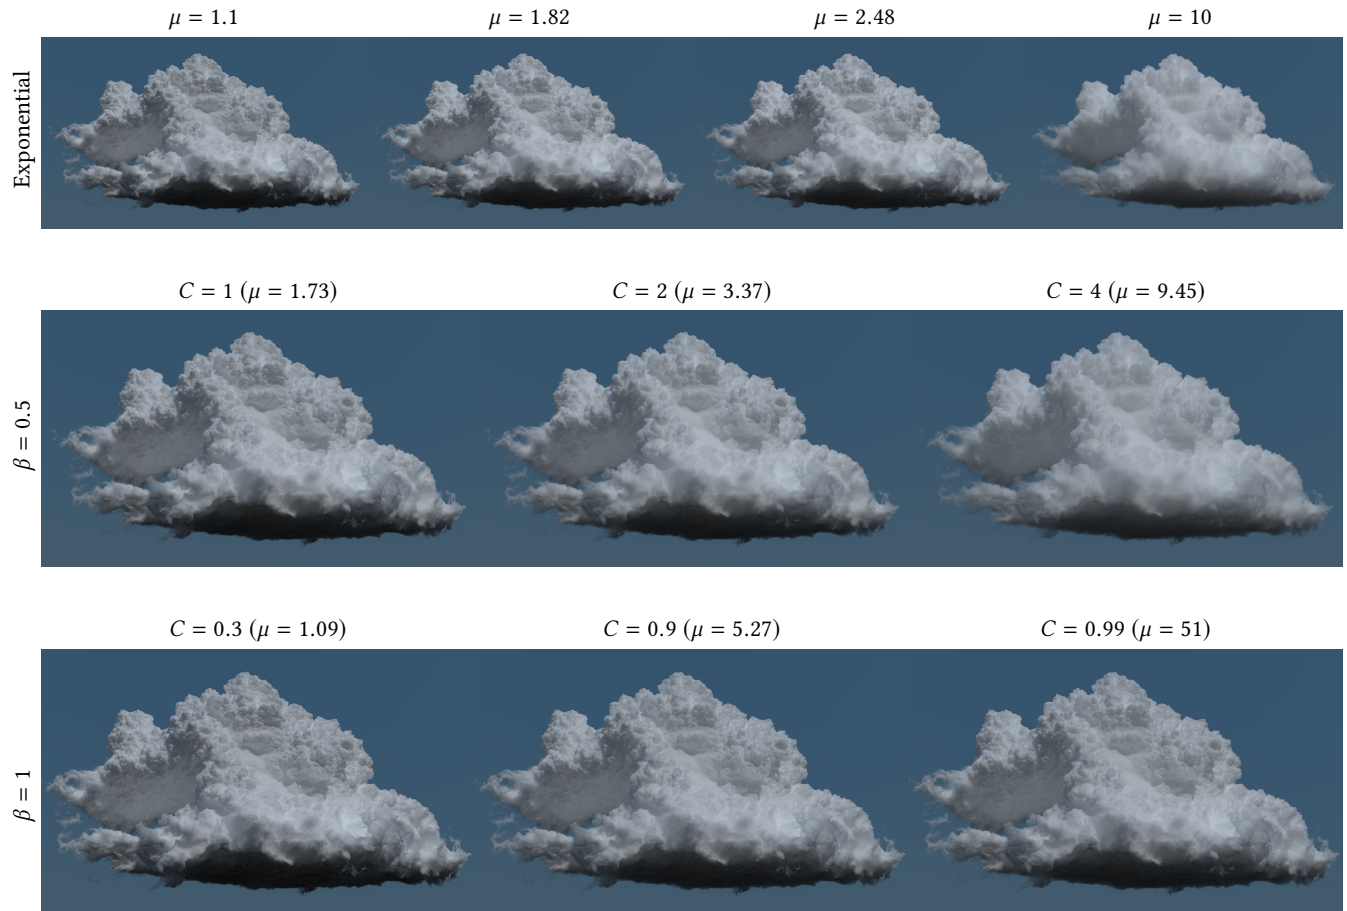 μ = 1.1 μ = 1.82 μ = 2.48 μ = 10
Exponential
C = 1 (μ = 1.73) C = 2 (μ = 3.37) C = 4 (μ = 9.45)
β = 0.5
C = 0.3 (μ = 1.09) C = 0.9 (μ = 5.27) C = 0.99 (μ = 51)
β = 1